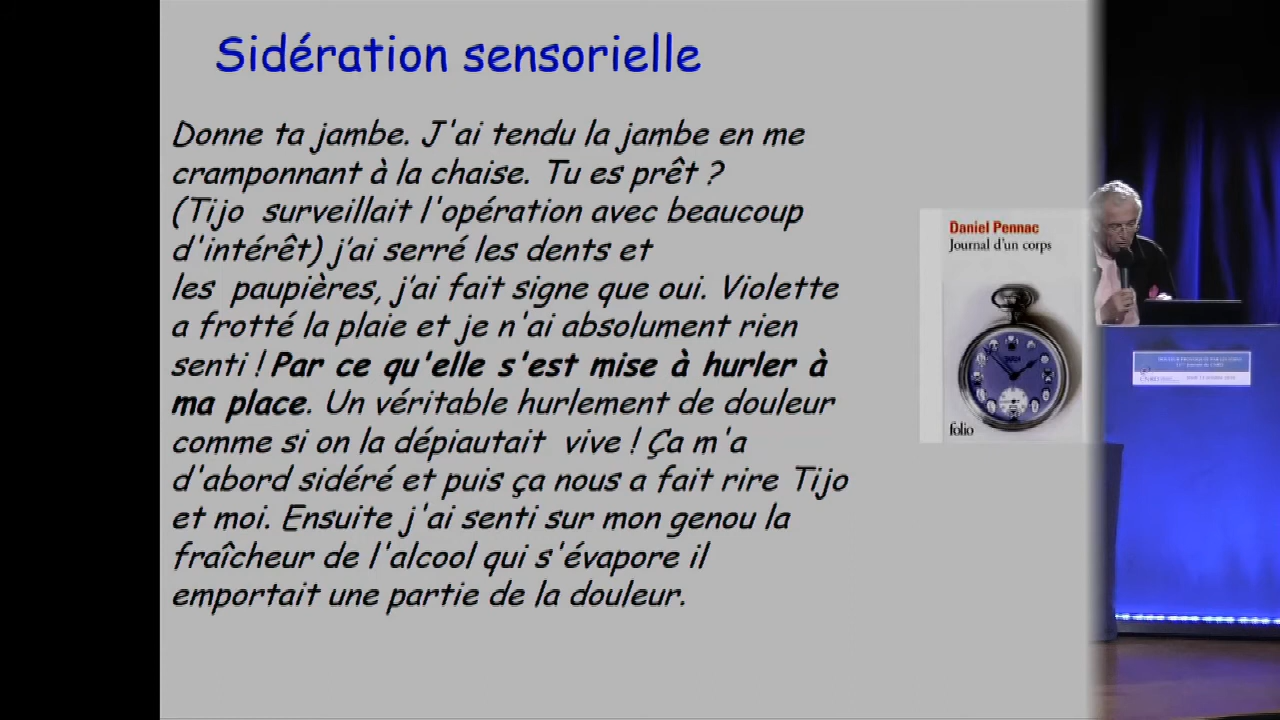 Sidération sensorielle
Donne ta jambe. J'ai tendu la jambe en me
cramponnant à la chaise. Tu es prêt ?
(Tijo surveillait l'opération avec beaucoup
d'intérêt) j'ai serré les dents et
les paupières, j'ai fait signe que oui. Violette
a frotté la plaie et je n'ai absolument rien
senti ! Par ce qu'elle s'est mise à hurler à
ma place. Un véritable hurlement de douleur
comme si on la dépiautait vive ! Ça m'a
d'abord sidéré et puis ça nous a fait rire Tijo
et moi. Ensuite j'ai senti sur mon genou la
fraîcheur de l'alcool qui s'évapore il
emportait une partie de la douleur.
Daniel Pennac
Journal d'un corps
folio